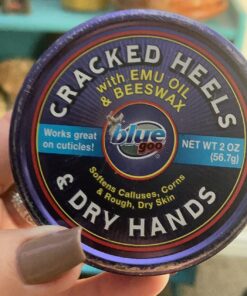 CRACKED HEELS
with EMU OIL
& BEESWAX
Works great
on cuticles!
blue
goo
NET WT 2 OZ
(56.7g)
Softens Calluses, Corns
& Rough, Dry Skin
& DRY HANDS